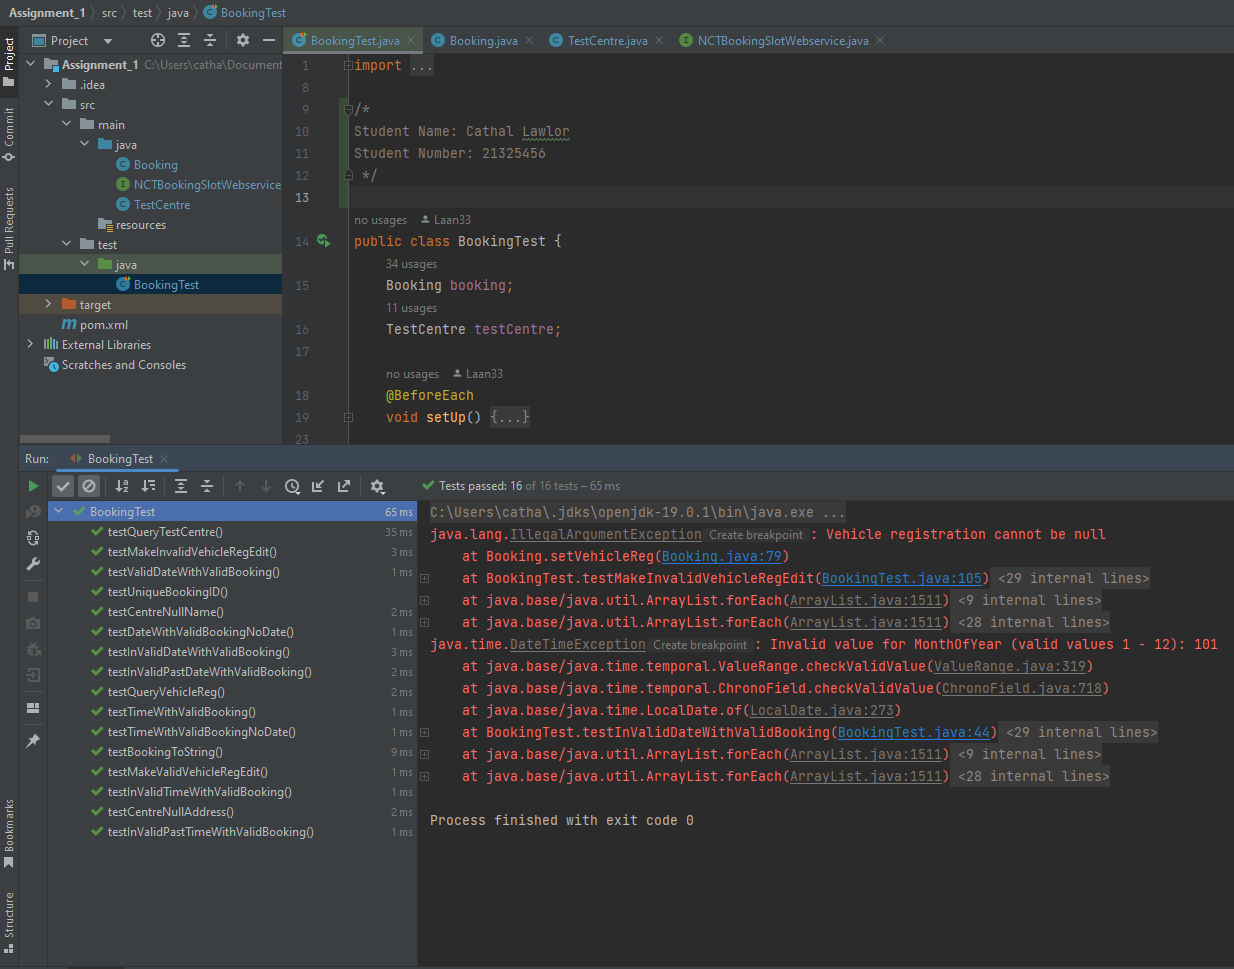 Assignment_1 src test java BookingTest
Project
BookingTest.java Booking.java TestCentre.java NCTBookingSlotWebservice.java
Project
Commit
Pull Requests
Bookmarks
Structure
Assignment_1 C:\Users\catha\Document
.idea
src
main
java
Booking
NCTBookingSlotWebservice
TestCentre
resources
test
java
BookingTest
target
pom.xml
External Libraries
Scratches and Consoles
1 import ...
8
9 /*
10 Student Name: Cathal Lawlor
11 Student Number: 21325456
12 */
13
no usages Laan33
14 public class BookingTest {
34 usages
15 Booking booking;
11 usages
16 TestCentre testCentre;
17
no usages Laan33
18 @BeforeEach
19 void setUp() {...}
23
Run: BookingTest
Tests passed: 16 of 16 tests – 65 ms
BookingTest 65 ms
testQueryTestCentre() 35 ms
testMakeInvalidVehicleRegEdit() 3 ms
testValidDateWithValidBooking() 1 ms
testUniqueBookingID()
testCentreNullName() 2 ms
testDateWithValidBookingNoDate() 1 ms
testInValidDateWithValidBooking() 3 ms
testInValidPastDateWithValidBooking() 2 ms
testQueryVehicleReg() 2 ms
testTimeWithValidBooking() 1 ms
testTimeWithValidBookingNoDate() 1 ms
testBookingToString() 9 ms
testMakeValidVehicleRegEdit() 1 ms
testInValidTimeWithValidBooking() 1 ms
testCentreNullAddress() 2 ms
testInValidPastTimeWithValidBooking() 1 ms
C:\Users\catha\.jdks\openjdk-19.0.1\bin\java.exe ...
java.lang.IllegalArgumentException Create breakpoint : Vehicle registration cannot be null
at Booking.setVehicleReg(Booking.java:79)
at BookingTest.testMakeInvalidVehicleRegEdit(BookingTest.java:105) <29 internal lines>
at java.base/java.util.ArrayList.forEach(ArrayList.java:1511) <9 internal lines>
at java.base/java.util.ArrayList.forEach(ArrayList.java:1511) <28 internal lines>
java.time.DateTimeException Create breakpoint : Invalid value for MonthOfYear (valid values 1 - 12): 101
at java.base/java.time.temporal.ValueRange.checkValidValue(ValueRange.java:319)
at java.base/java.time.temporal.ChronoField.checkValidValue(ChronoField.java:718)
at java.base/java.time.LocalDate.of(LocalDate.java:273)
at BookingTest.testInValidDateWithValidBooking(BookingTest.java:44) <29 internal lines>
at java.base/java.util.ArrayList.forEach(ArrayList.java:1511) <9 internal lines>
at java.base/java.util.ArrayList.forEach(ArrayList.java:1511) <28 internal lines>
Process finished with exit code 0